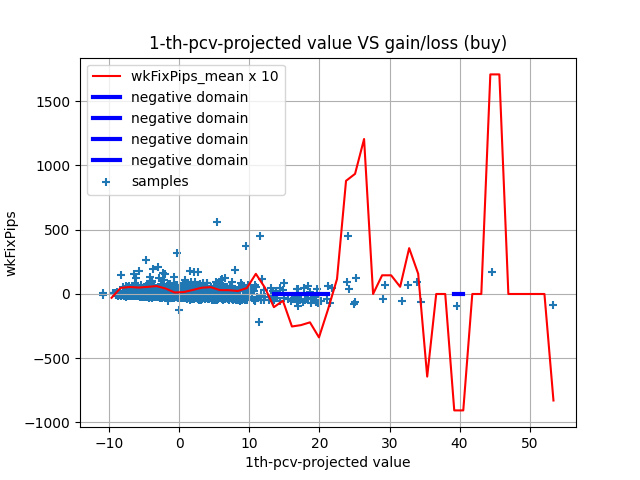 1-th-pcv-projected value VS gain/loss (buy)
wkFixPips_mean x 10
negative domain
negative domain
negative domain
negative domain
samples
wkFixPips
1500
1000
500
0
−500
−1000
−10 0 10 20 30 40 50
1th-pcv-projected value